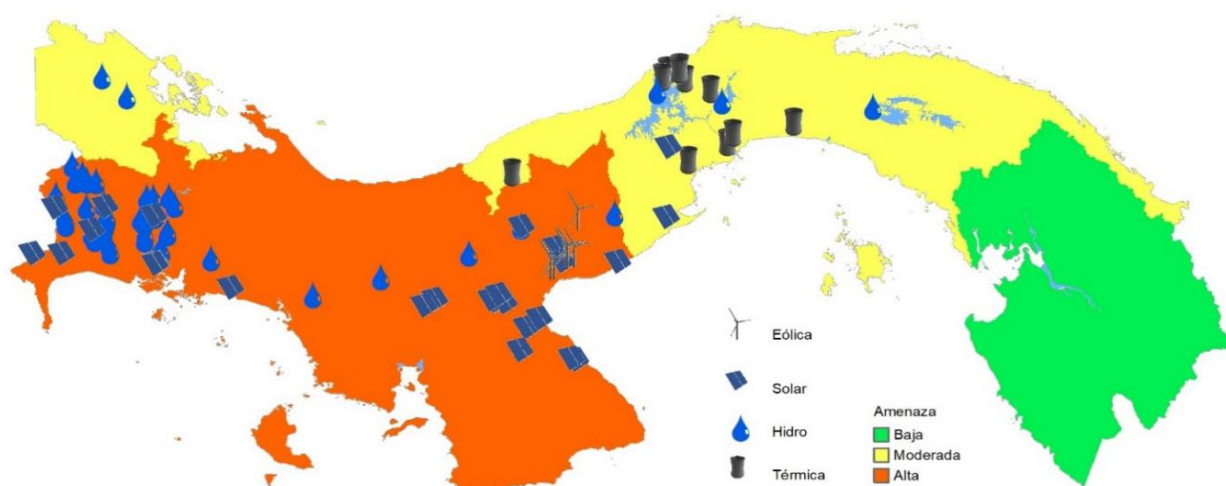 Eólica
Solar
Hidro
Térmica
Amenaza
Baja
Moderada
Alta